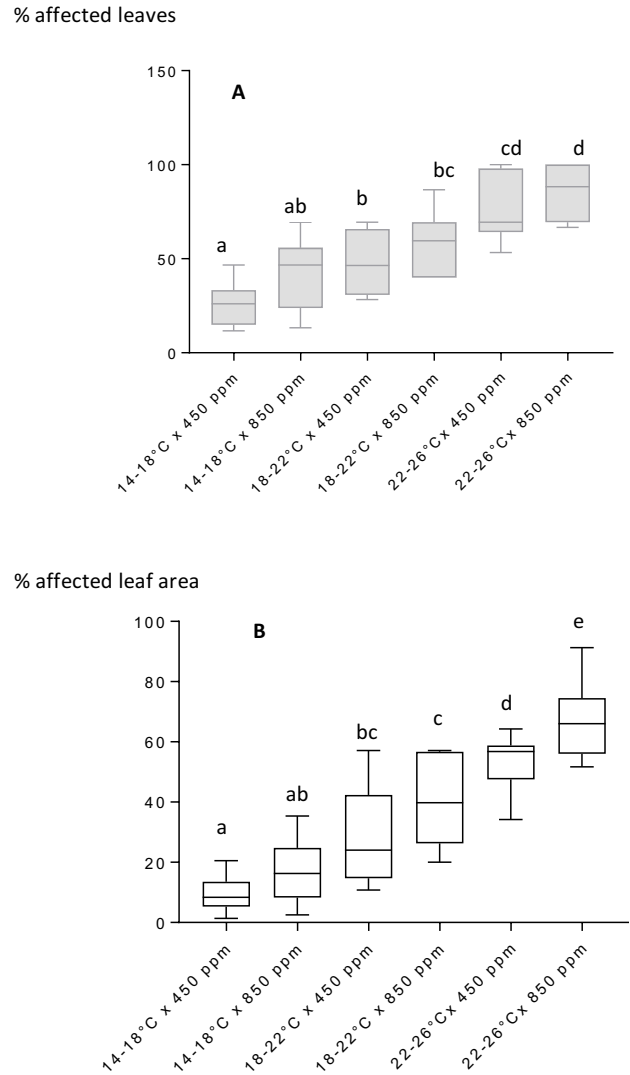 % affected leaves
150
A
100
cd
d
bc
b
ab
50
a
0
14-18°C x 450 ppm
14-18°C x 850 ppm
18-22°C x 450 ppm
18-22°C x 850 ppm
22-26°Cx 450 ppm
22-26°Cx 850 ppm
% affected leaf area
100
B
e
80
d
c
bc
60
ab
40
a
20
0
14-18°C x 450 ppm
14-18°C x 850 ppm
18-22°C x 450 ppm
18-22°C x 850 ppm
22-26°Cx 450 ppm
22-26°Cx 850 ppm